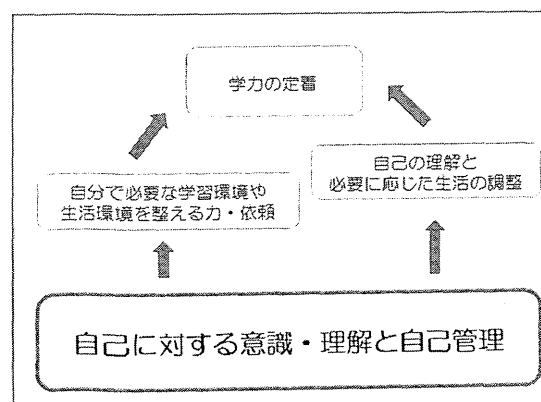 学力の定着
自己の理解と
必要に応じた生活の調整
自分で必要な学習環境や
生活環境を整える力・依頼
自己に対する意識・理解と自己管理